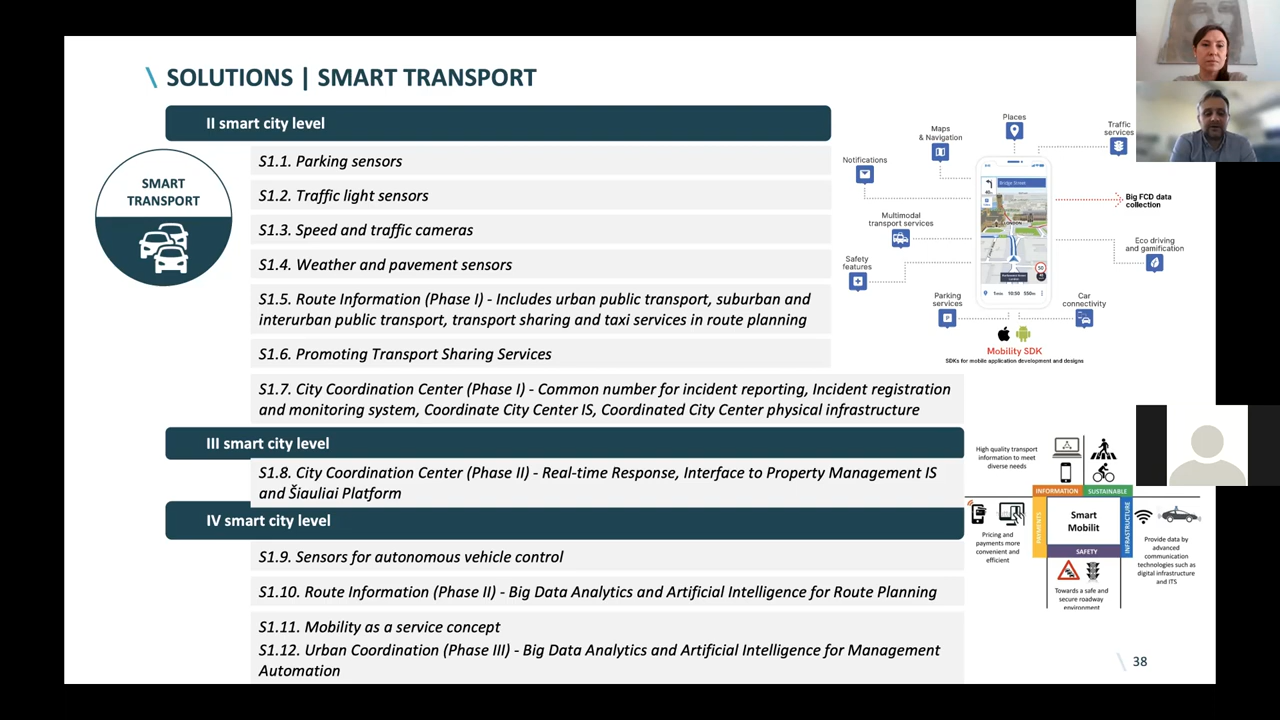 \ SOLUTIONS | SMART TRANSPORT
II smart city level
SMART
TRANSPORT
S1.1. Parking sensors
S1.2. Traffic light sensors
S1.3. Speed and traffic cameras
S1.4. Weather and pavement sensors
S1.3. Route Information (Phase I) - Includes urban public transport, suburban and
interurban public transport, transport sharing and taxi services in route planning
S1.6. Promoting Transport Sharing Services
S1.7. City Coordination Center (Phase I) - Common number for incident reporting, Incident registration
and monitoring system, Coordinate City Center IS, Coordinated City Center physical infrastructure
III smart city level
S1.8. City Coordination Center (Phase II) - Real-time Response, Interface to Property Management IS
and Šiauliai Platform
IV smart city level
S1.9. Sensors for autonomous vehicle control
S1.10. Route Information (Phase II) - Big Data Analytics and Artificial Intelligence for Route Planning
S1.11. Mobility as a service concept
S1.12. Urban Coordination (Phase III) - Big Data Analytics and Artificial Intelligence for Management
Automation
Places
Maps
& Navigation
Traffic
services
Notifications
Big FCD data
collection
Multimodal
transport services
Eco driving
and gamification
Safety
features
Parking
services
P
Car
connectivity
Bridge Street
LONDON
50
10:50
Mobility SDK
SDKs for mobile application development and designs
High quality transport
information to meet
diverse needs
INFORMATION
SUSTAINABLE
PAYMENTS
Smart
Mobilit
INFRASTRUCTURE
SAFETY
Pricing and
payments more
convenient and
efficient
Provide data by
advanced
communication
technologies such as
digital infrastructure
and ITS
Towards a safe and
secure roadway
environment
\ 38